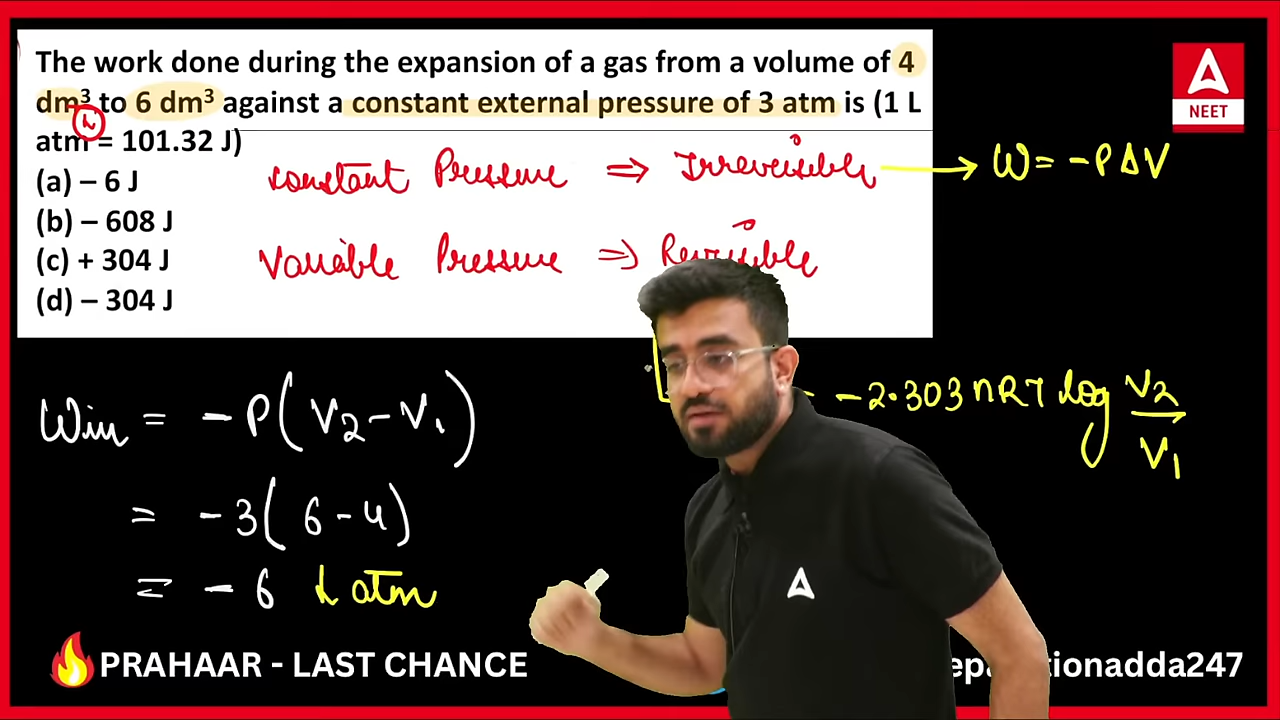 The work done during the expansion of a gas from a volume of 4
dm³ to 6 dm³ against a constant external pressure of 3 atm is (1 L
atm = 101.32 J)
(a) – 6 J
(b) – 608 J
(c) + 304 J
(d) – 304 J
L
constant Pressure ⇒ Irreversible → W = -PΔV
Variable Pressure ⇒ Reversible
A
NEET
Wirr = -P(V2-V1)
= -3(6-4)
= -6 L atm
-2.303 nRT log V2
V1
A
PRAHAAR - LAST CHANCE
tionadda247